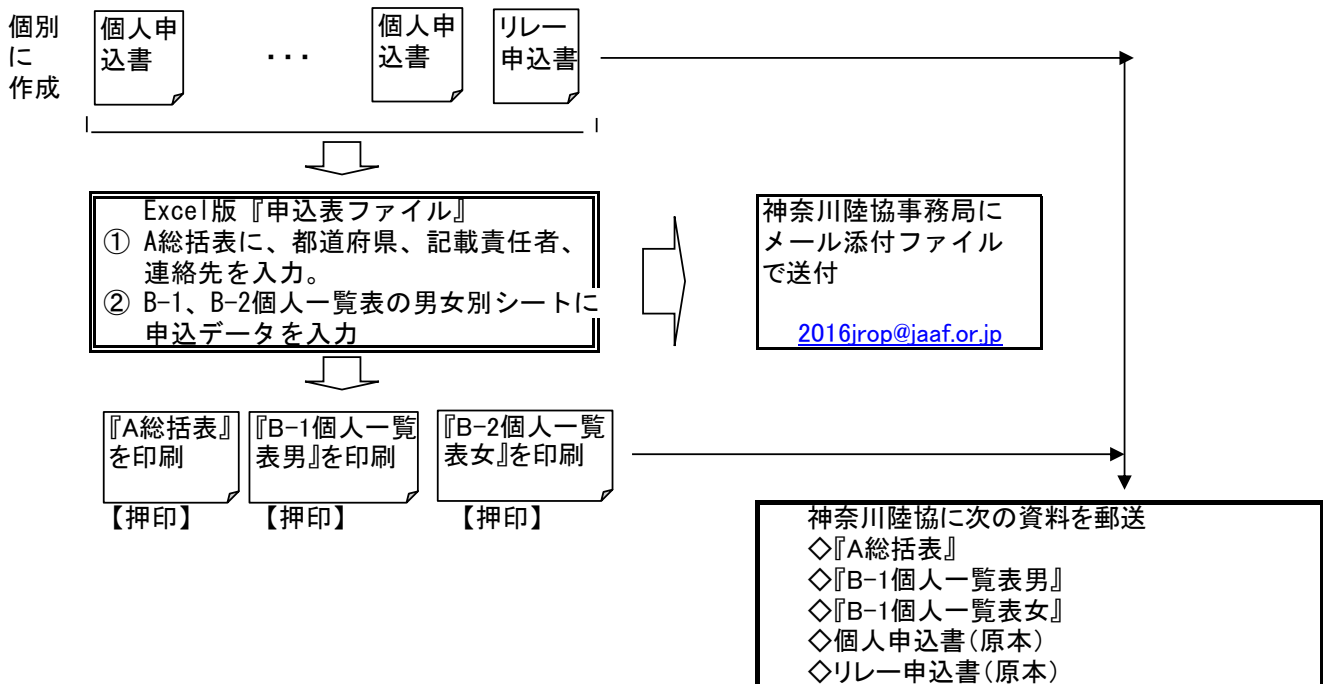 個別
に
作成
個人申
込書
・・・
個人申
込書
リレー
申込書
Excel版『申込表ファイル』
① A総括表に、都道府県、記載責任者、
連絡先を入力。
② B-1、B-2個人一覧表の男女別シートに
申込データを入力
神奈川陸協事務局に
メール添付ファイル
で送付
2016jrop@jaaf.or.jp
『A総括表』
を印刷
『B-1個人一覧
表男』を印刷
『B-2個人一覧
表女』を印刷
【押印】
【押印】
【押印】
神奈川陸協に次の資料を郵送
◇『A総括表』
◇『B-1個人一覧表男』
◇『B-1個人一覧表女』
◇個人申込書(原本)
◇リレー申込書(原本)